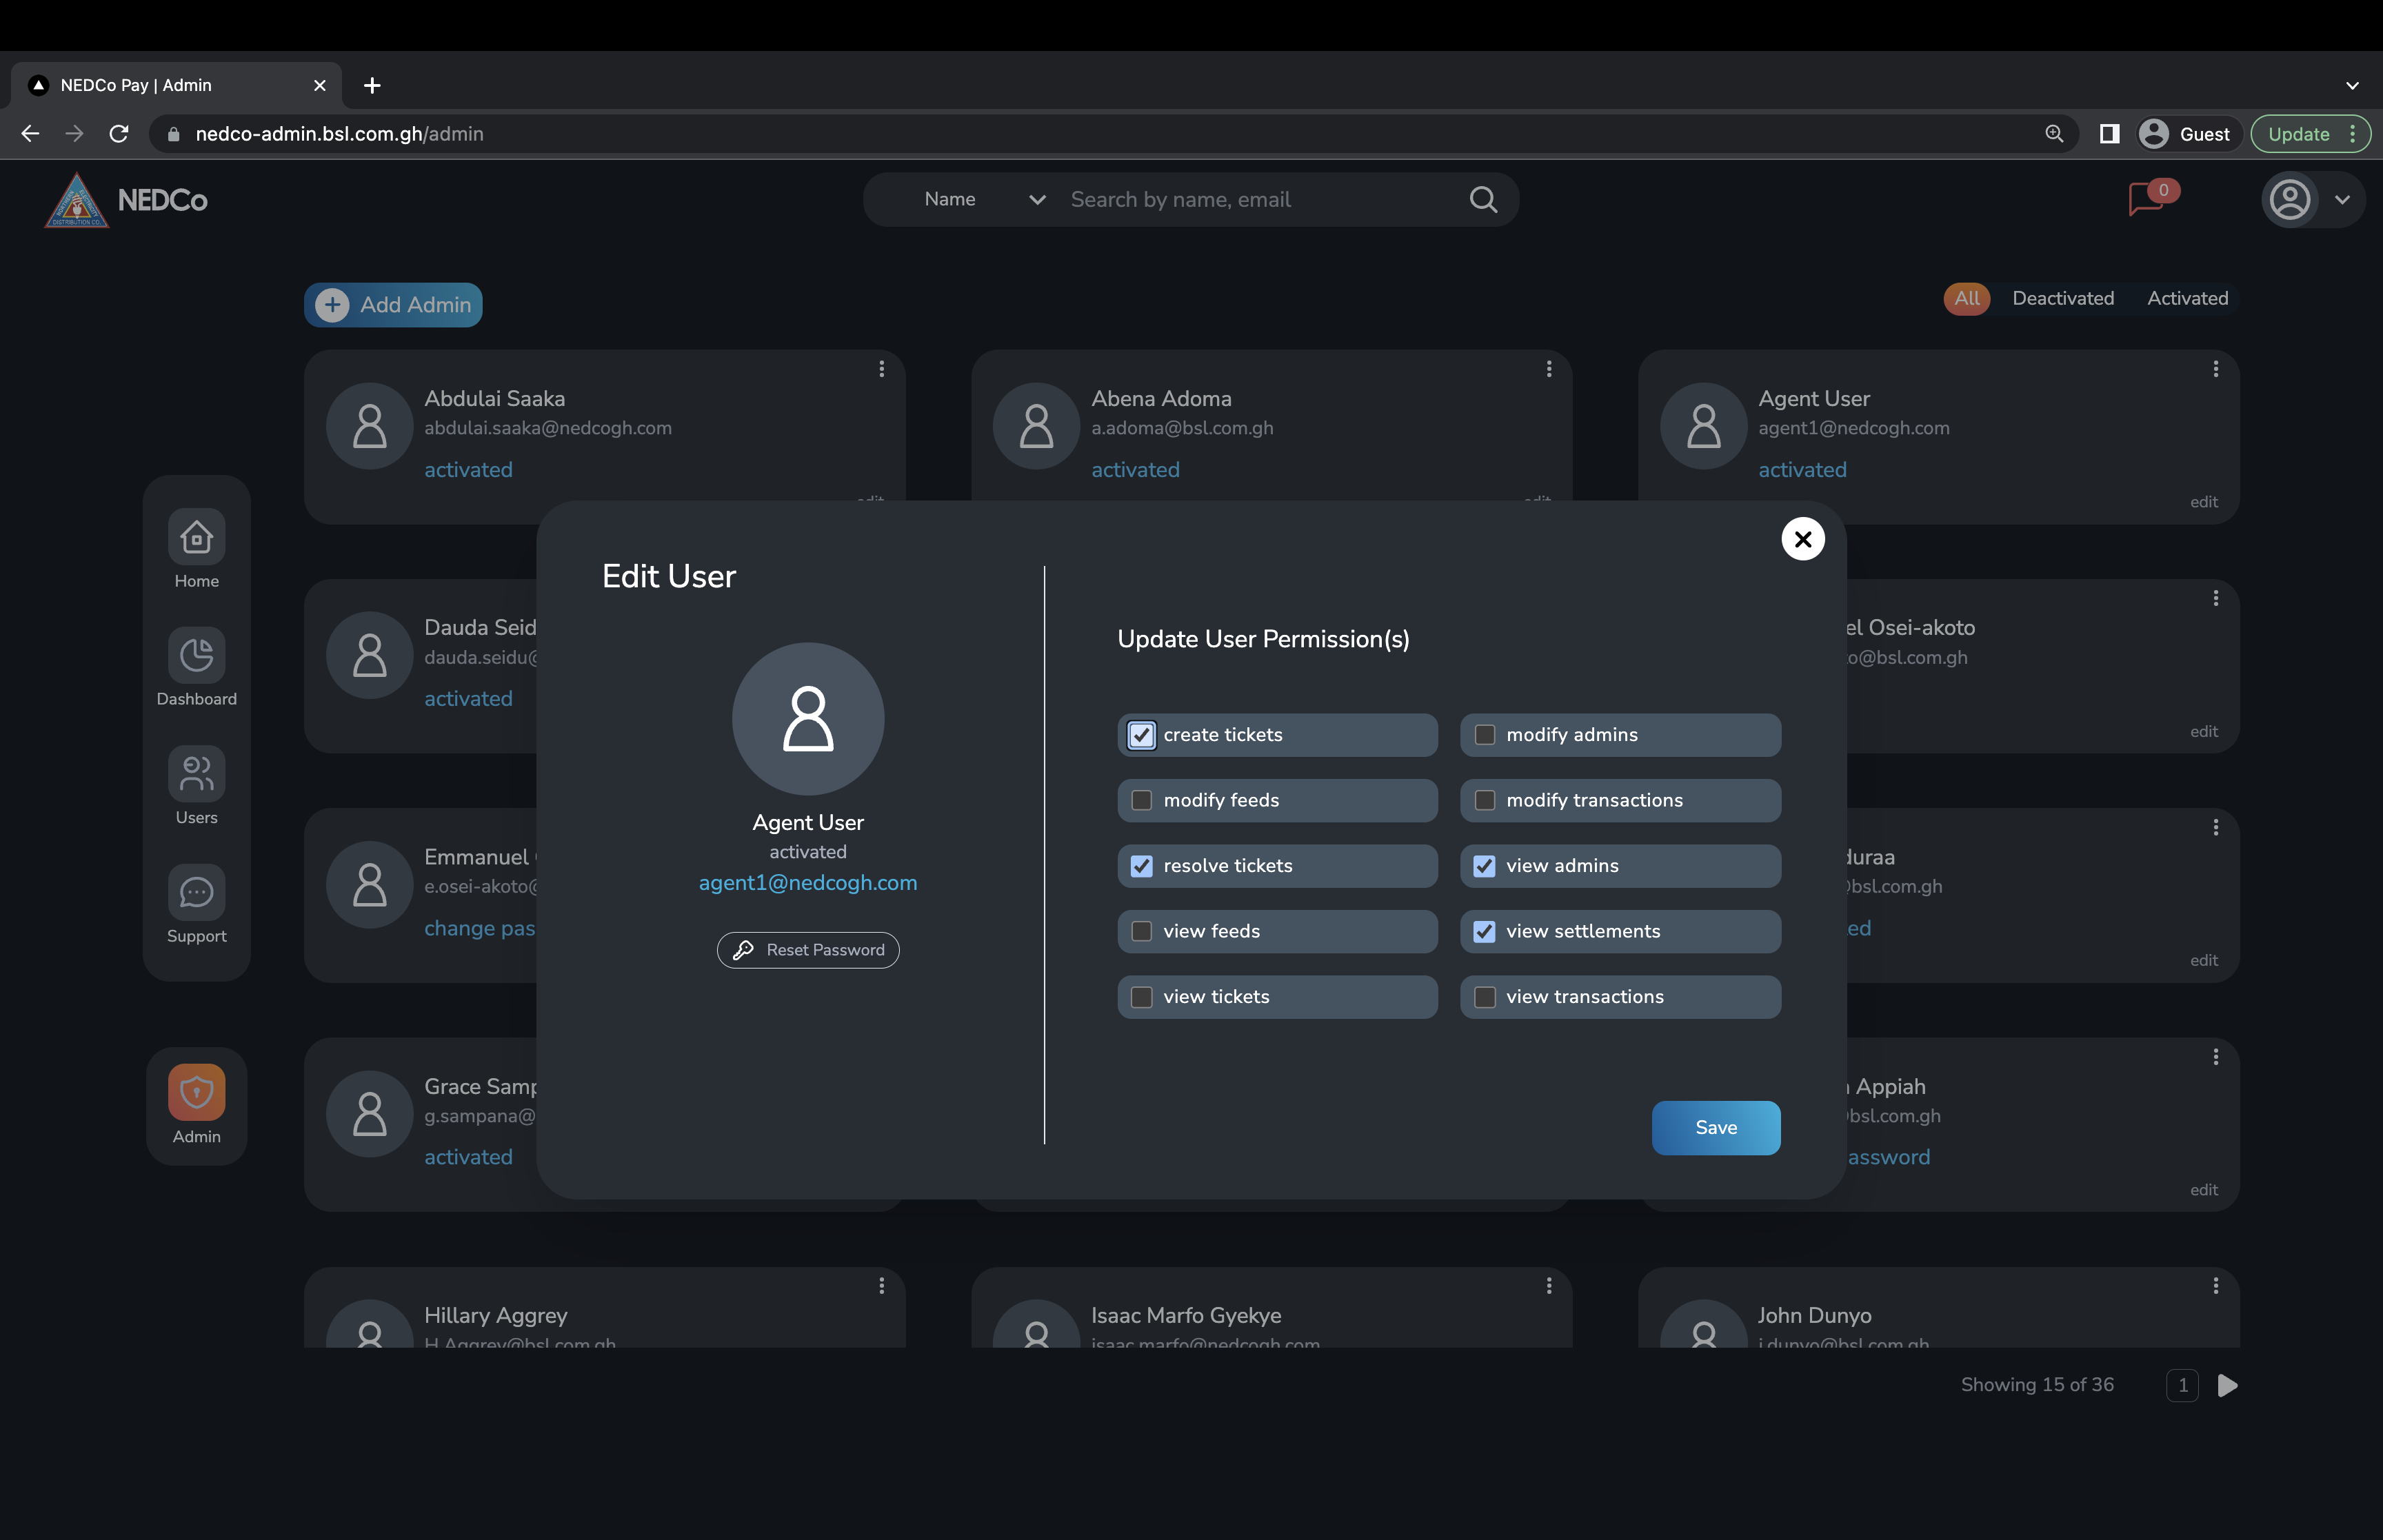 NEDCo Pay | Admin
nedco-admin.bsl.com.gh/admin
Guest
Update
NEDCo
Name
Search by name, email
0
Add Admin
All
Deactivated
Activated
Abdulai Saaka
abdulai.saaka@nedcogh.com
activated
edit
Abena Adoma
a.adoma@bsl.com.gh
activated
edit
Agent User
agent1@nedcogh.com
activated
edit
Home
Dashboard
Users
Support
Admin
Dauda Seid
dauda.seidu@
activated
el Osei-akoto
o@bsl.com.gh
edit
Emmanuel
e.osei-akoto@
change pas
duraa
@bsl.com.gh
ed
edit
Grace Samp
g.sampana@
activated
Appiah
bsl.com.gh
assword
edit
Edit User
Agent User
activated
agent1@nedcogh.com
Reset Password
Update User Permission(s)
create tickets
modify admins
modify feeds
modify transactions
resolve tickets
view admins
view feeds
view settlements
view tickets
view transactions
Save
Hillary Aggrey
H.Aggrey@bsl.com.gh
Isaac Marfo Gyekye
isaac.marfo@nedcogh.com
John Dunyo
j.dunyo@bsl.com.gh
Showing 15 of 36
1